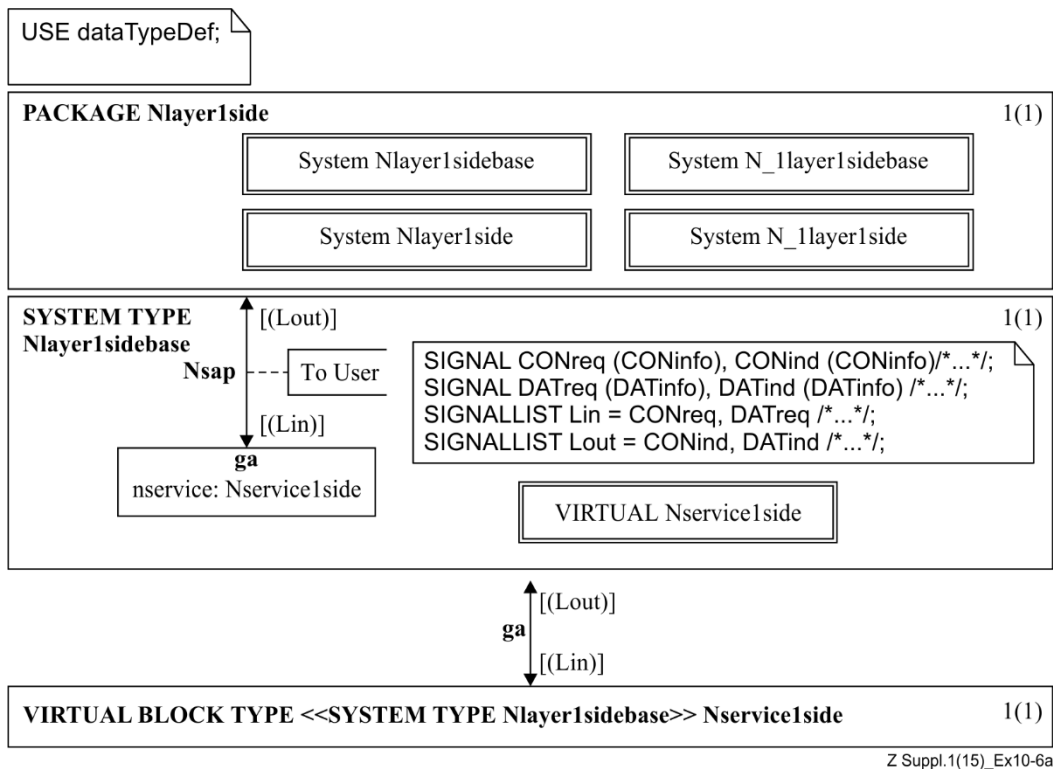 USE dataTypeDef;
PACKAGE Nlayer1side
1(1)
System Nlayer1sidebase
System N_1layer1sidebase
System Nlayer1side
System N_1layer1side
SYSTEM TYPE
Nlayer1sidebase
[(Lout)]
1(1)
Nsap
To User
[(Lin)]
SIGNAL CONreq (CONinfo), CONind (CONinfo)/*...*/;
SIGNAL DATreq (DATinfo), DATind (DATinfo) /*...*/;
SIGNALLIST Lin = CONreq, DATreq /*...*/;
SIGNALLIST Lout = CONind, DATind /*...*/;
ga
nservice: Nservice1side
VIRTUAL Nservice1side
[(Lout)]
ga
[(Lin)]
VIRTUAL BLOCK TYPE <<SYSTEM TYPE Nlayer1sidebase>> Nservice1side
1(1)
Z Suppl.1(15)_Ex10-6a